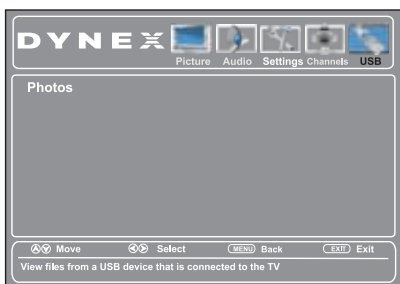 DYNEX
Picture Audio Settings Channels USB
Photos
Move Select MENU Back EXIT Exit
View files from a USB device that is connected to the TV